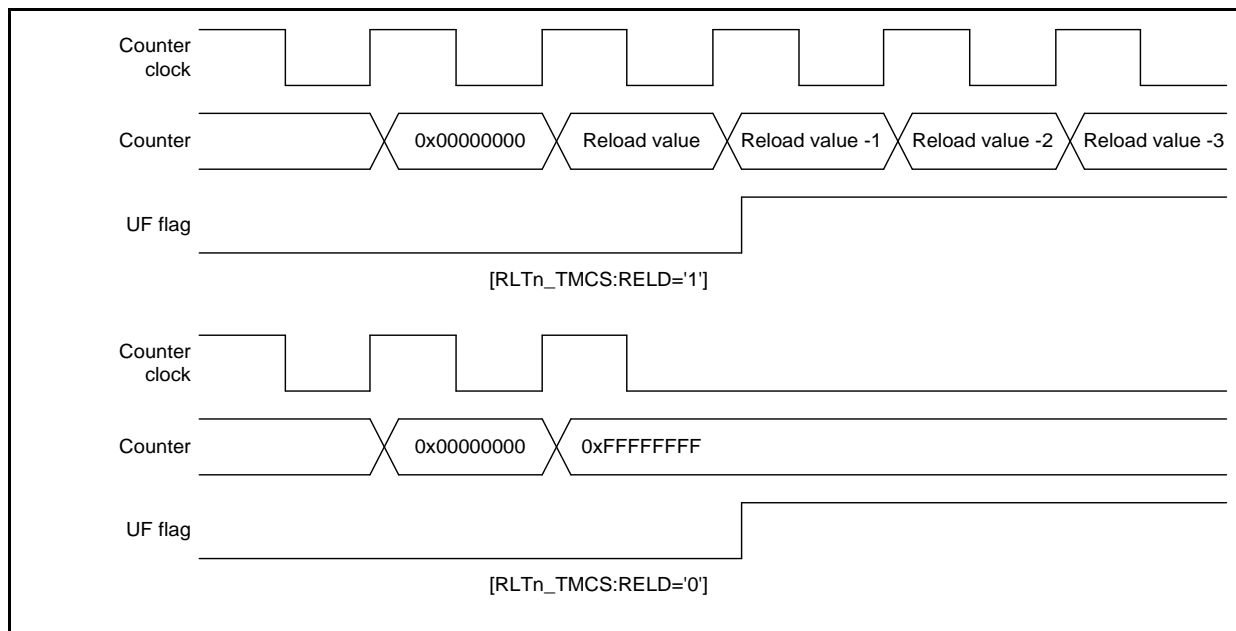 Counter
clock
Counter
0x00000000
Reload value
Reload value -1
Reload value -2
Reload value -3
UF flag
[RLTn_TMCS:RELD='1']
Counter
clock
Counter
0x00000000
0xFFFFFFFF
UF flag
[RLTn_TMCS:RELD='0']